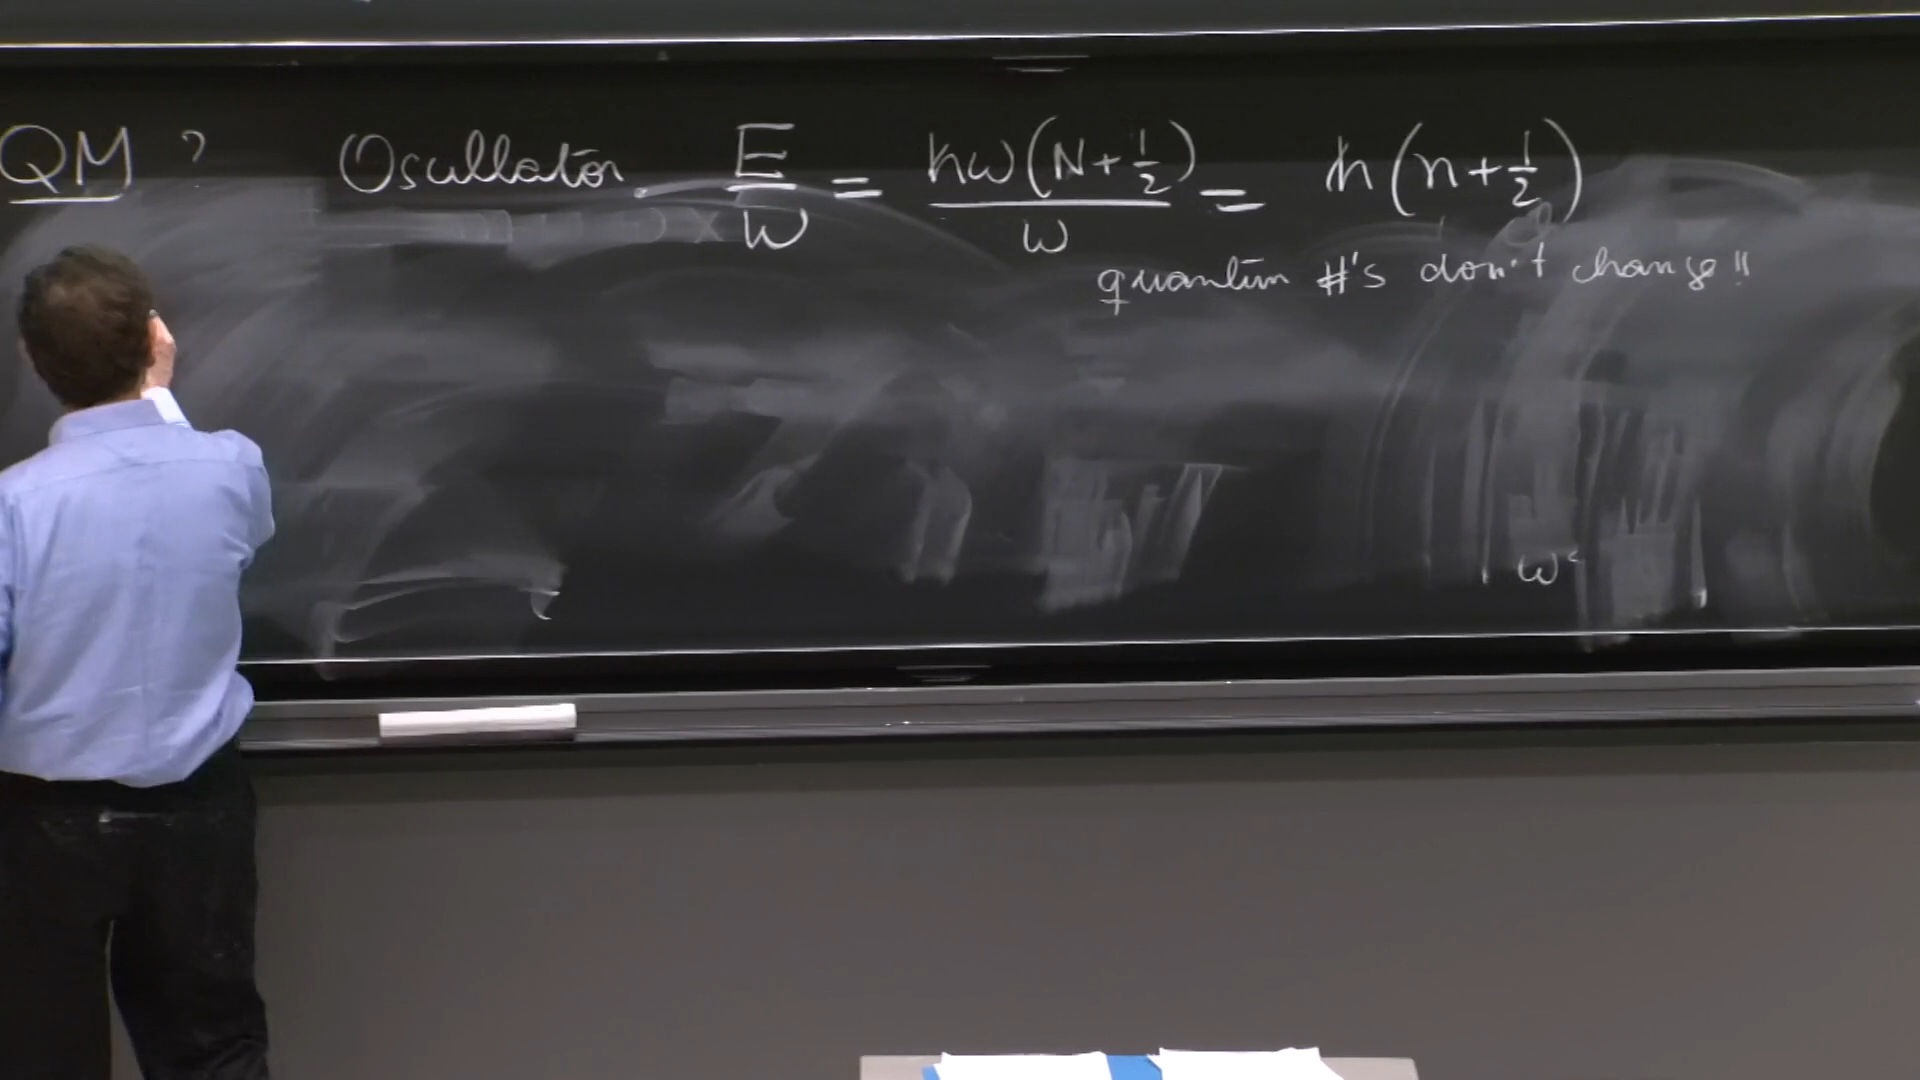 QM ? Oscillator. E/ω = ħω(N+1/2)/ω = ħ(n+1/2)
quantum #'s don't change!!
ω